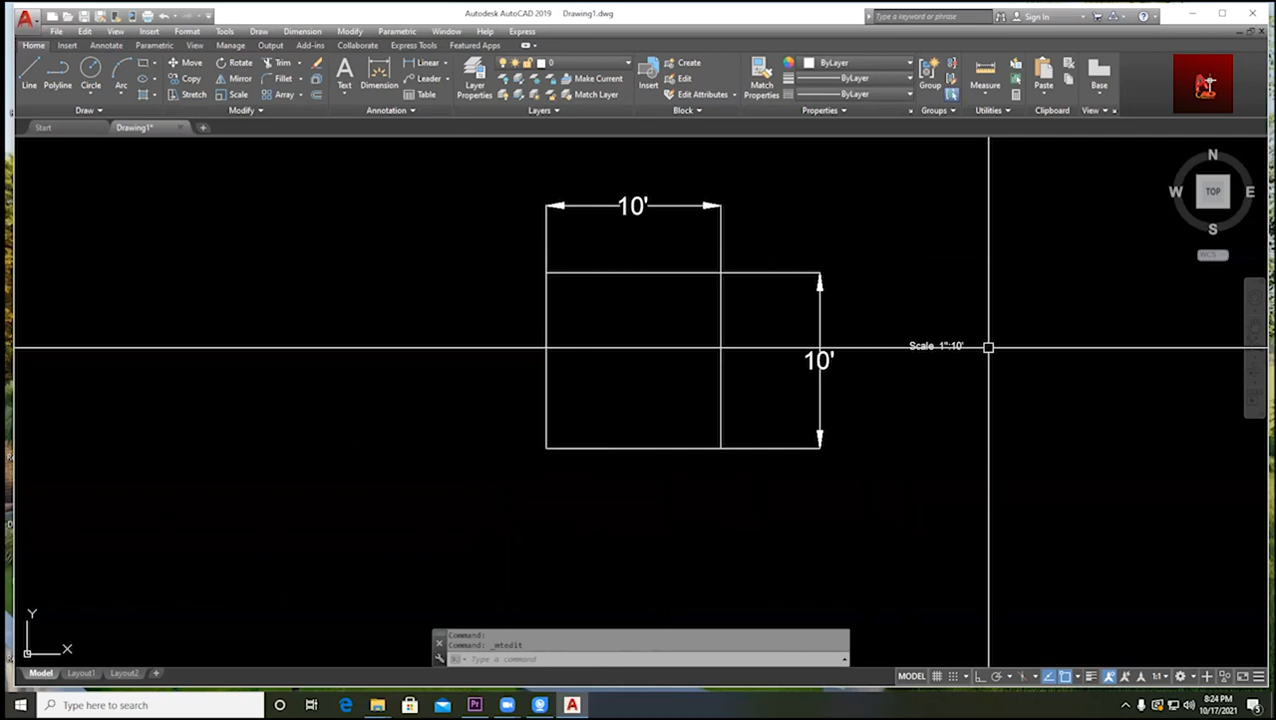 Autodesk AutoCAD 2019 Drawing1.dwg
Type a keyword or phrase
Sign In
File Edit View Insert Format Tools Draw Dimension Modify Parametric Window Help Express
Home Insert Annotate Parametric View Manage Output Add-ins Collaborate Express Tools Featured Apps
Line Polyline Circle Arc
Move Rotate Trim
Copy Mirror Fillet
Stretch Scale Array
Text Dimension
Linear
Leader
Table
Layer Properties
0
Make Current
Match Layer
Insert
Create
Edit
Edit Attributes
Match Properties
ByLayer
ByLayer
ByLayer
Group Measure Paste Base
Draw Modify Annotation Layers Block Properties Groups Utilities Clipboard View
Start Drawing1*
N
W TOP E
S
WCS
10'
Scale 1":10'
10'
Y
X
Command:
Command: _mtedit
Type a command
Model Layout1 Layout2
MODEL 1:1
Type here to search
Pr
A
8:24 PM
10/17/2021